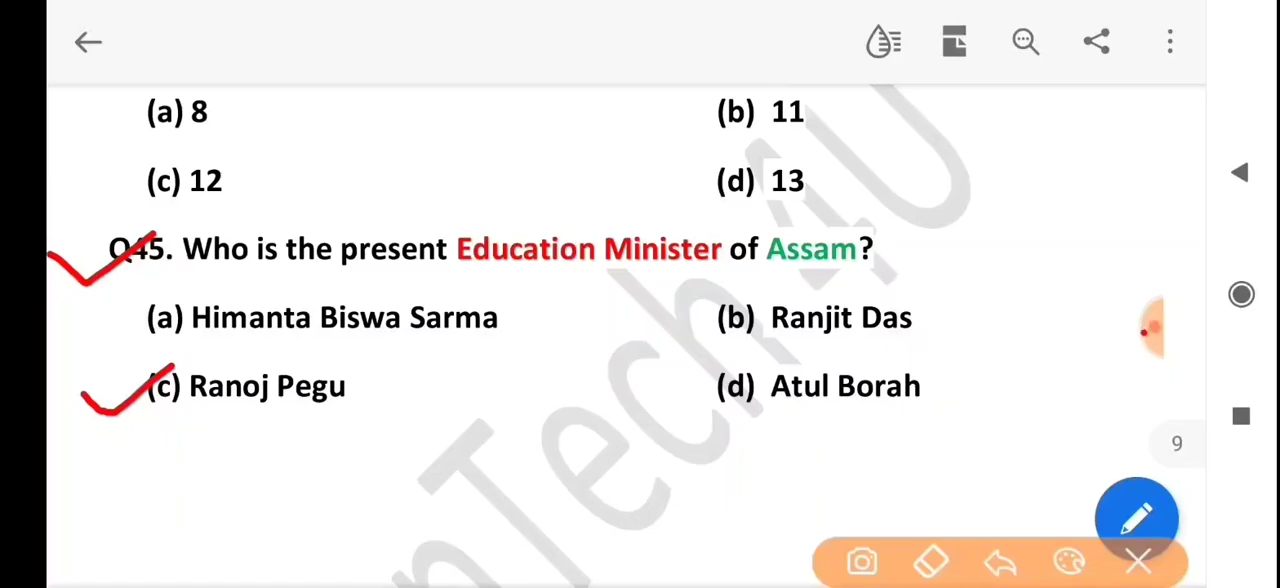 (a) 8 (b) 11
(c) 12 (d) 13
Q45. Who is the present Education Minister of Assam?
(a) Himanta Biswa Sarma (b) Ranjit Das
(c) Ranoj Pegu (d) Atul Borah
9
nTech4U